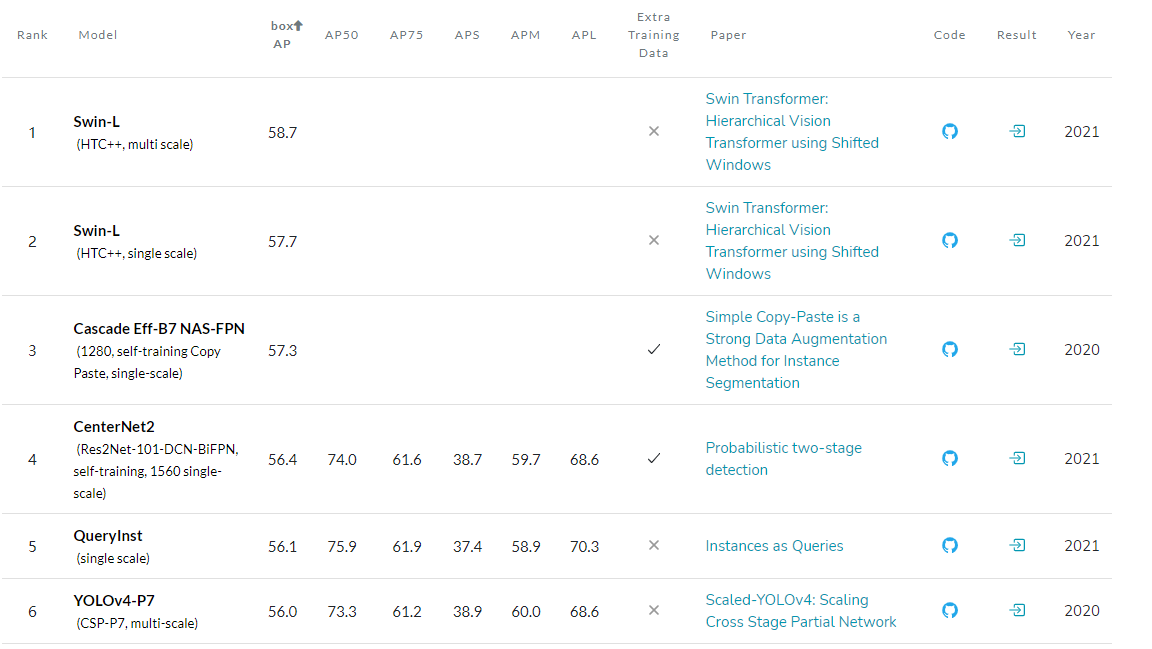 Rank Model box AP AP50 AP75 APS APM APL Extra Training Data Paper Code Result Year
1
Swin-L
(HTC++, multi scale)
58.7
Swin Transformer:
Hierarchical Vision
Transformer using Shifted
Windows
2021
2
Swin-L
(HTC++, single scale)
57.7
Swin Transformer:
Hierarchical Vision
Transformer using Shifted
Windows
2021
3
Cascade Eff-B7 NAS-FPN
(1280, self-training Copy
Paste, single-scale)
57.3
Simple Copy-Paste is a
Strong Data Augmentation
Method for Instance
Segmentation
2020
4
CenterNet2
(Res2Net-101-DCN-BiFPN,
self-training, 1560 single-
scale)
56.4 74.0 61.6 38.7 59.7 68.6
Probabilistic two-stage
detection
2021
5
QueryInst
(single scale)
56.1 75.9 61.9 37.4 58.9 70.3
Instances as Queries
2021
6
YOLOv4-P7
(CSP-P7, multi-scale)
56.0 73.3 61.2 38.9 60.0 68.6
Scaled-YOLOv4: Scaling
Cross Stage Partial Network
2020